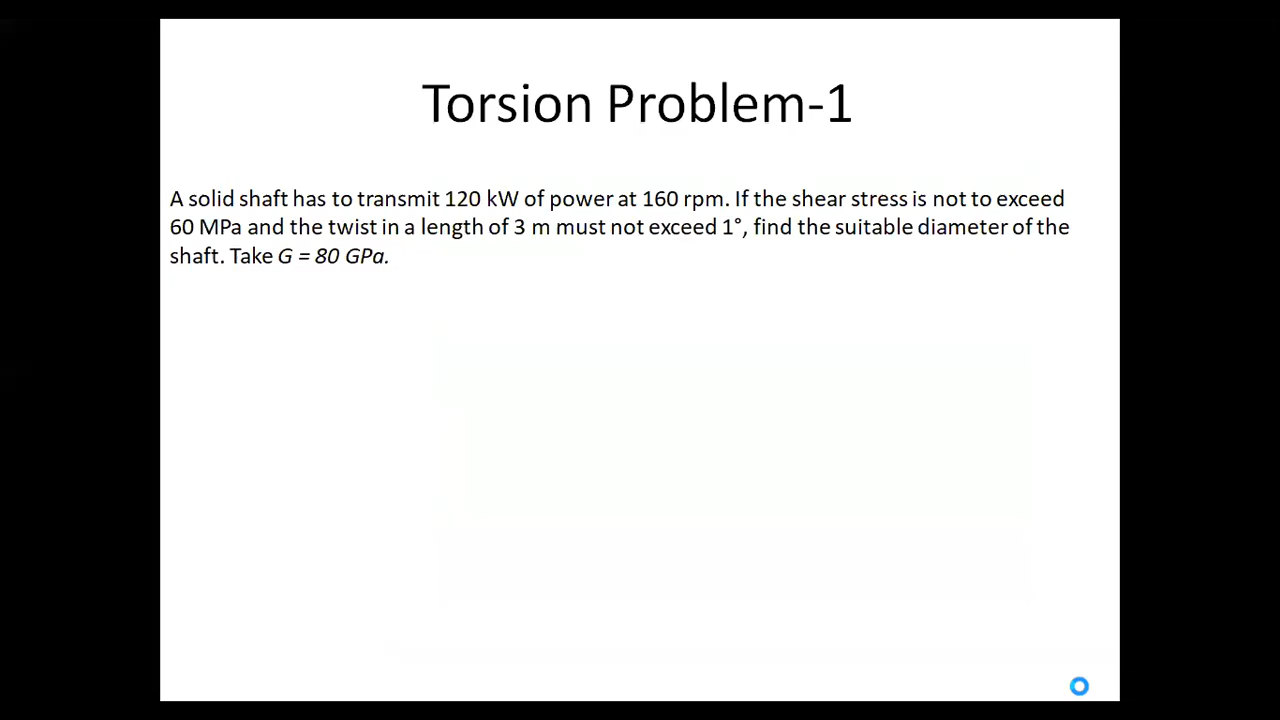 Torsion Problem-1
A solid shaft has to transmit 120 kW of power at 160 rpm. If the shear stress is not to exceed
60 MPa and the twist in a length of 3 m must not exceed 1°, find the suitable diameter of the
shaft. Take G = 80 GPa.